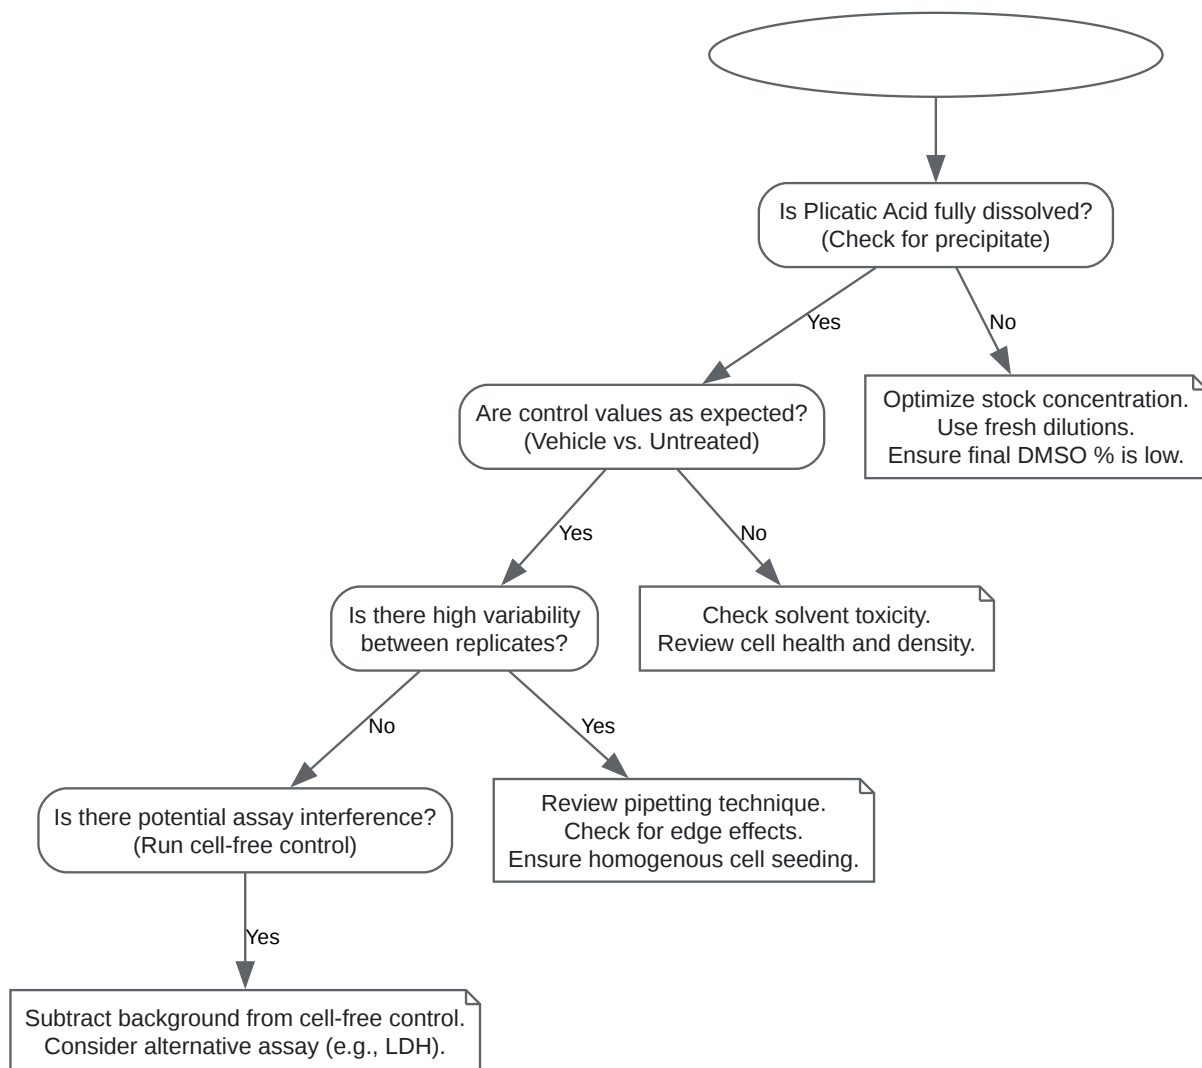 Is Plicatic Acid fully dissolved?
(Check for precipitate)
Yes
No
Are control values as expected?
(Vehicle vs. Untreated)
Optimize stock concentration.
Use fresh dilutions.
Ensure final DMSO % is low.
Yes
No
Is there high variability
between replicates?
Check solvent toxicity.
Review cell health and density.
No
Yes
Is there potential assay interference?
(Run cell-free control)
Review pipetting technique.
Check for edge effects.
Ensure homogenous cell seeding.
Yes
Subtract background from cell-free control.
Consider alternative assay (e.g., LDH).